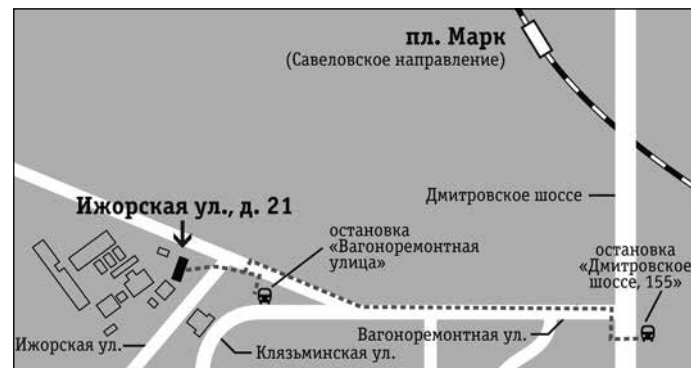 пл. Марк
(Савеловское направление)
Дмитровское шоссе
Ижорская ул., д. 21
остановка
«Вагоноремонтная
улица»
остановка
«Дмитровское
шоссе, 155»
Вагоноремонтная ул.
Ижорская ул.
Клязьминская ул.